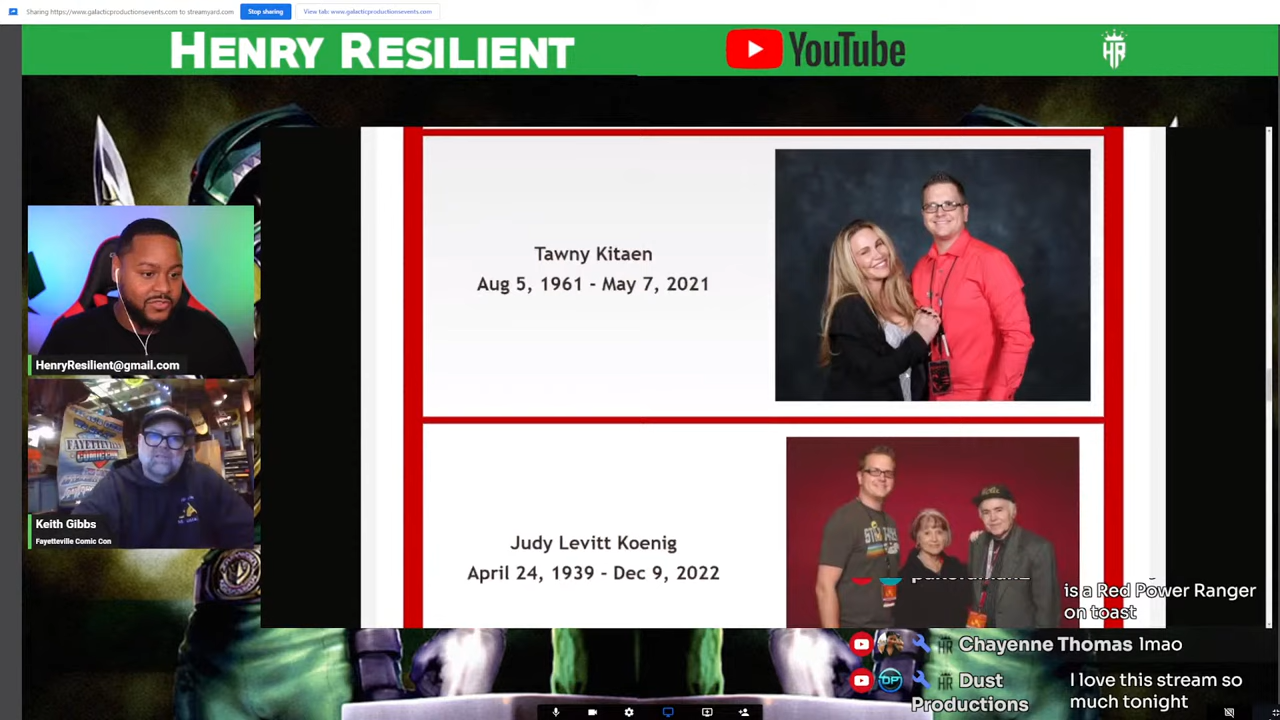 Sharing https://www.galacticproductionsevents.com to streamyard.com
Stop sharing
View tab: www.galacticproductionsevents.com
HENRY RESILIENT
YouTube
HR
Tawny Kitaen
Aug 5, 1961 - May 7, 2021
HenryResilient@gmail.com
FAYETTEVILLE
COMIC CON
Keith Gibbs
Fayetteville Comic Con
Judy Levitt Koenig
April 24, 1939 - Dec 9, 2022
is a Red Power Ranger
on toast
Chayenne Thomas lmao
Dust
Productions
I love this stream so
much tonight